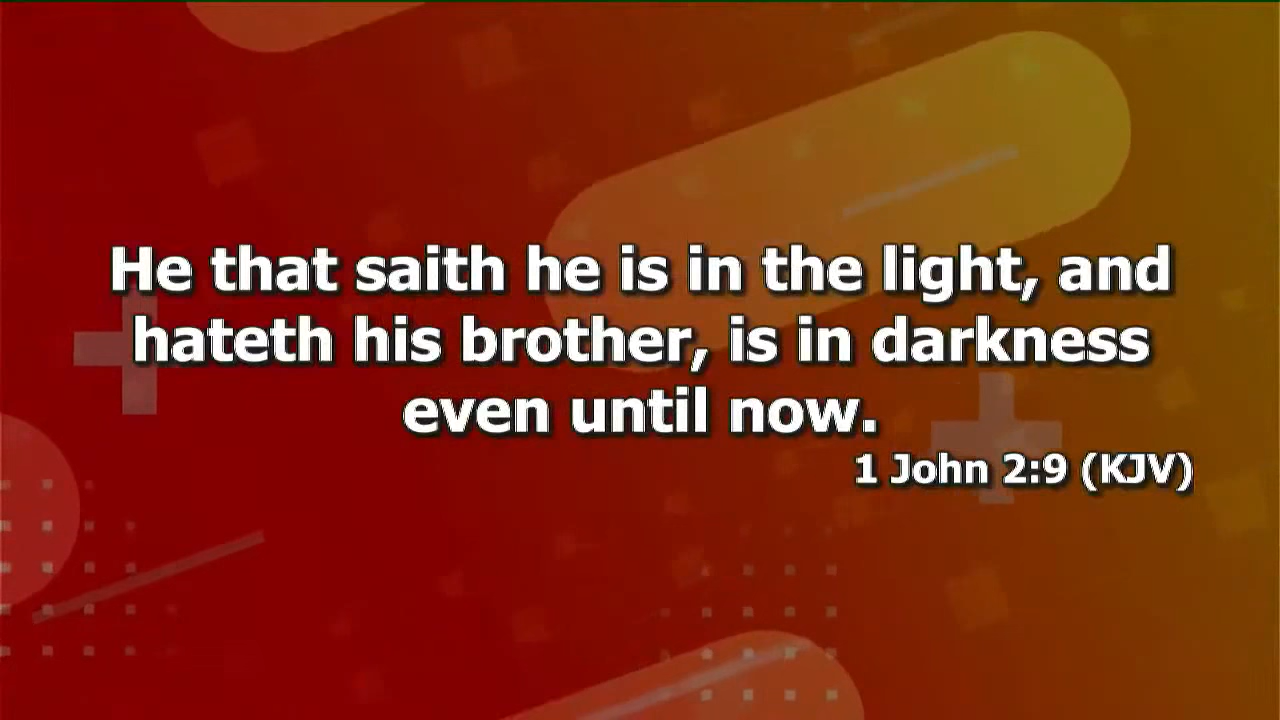 He that saith he is in the light, and
hateth his brother, is in darkness
even until now.
1 John 2:9 (KJV)